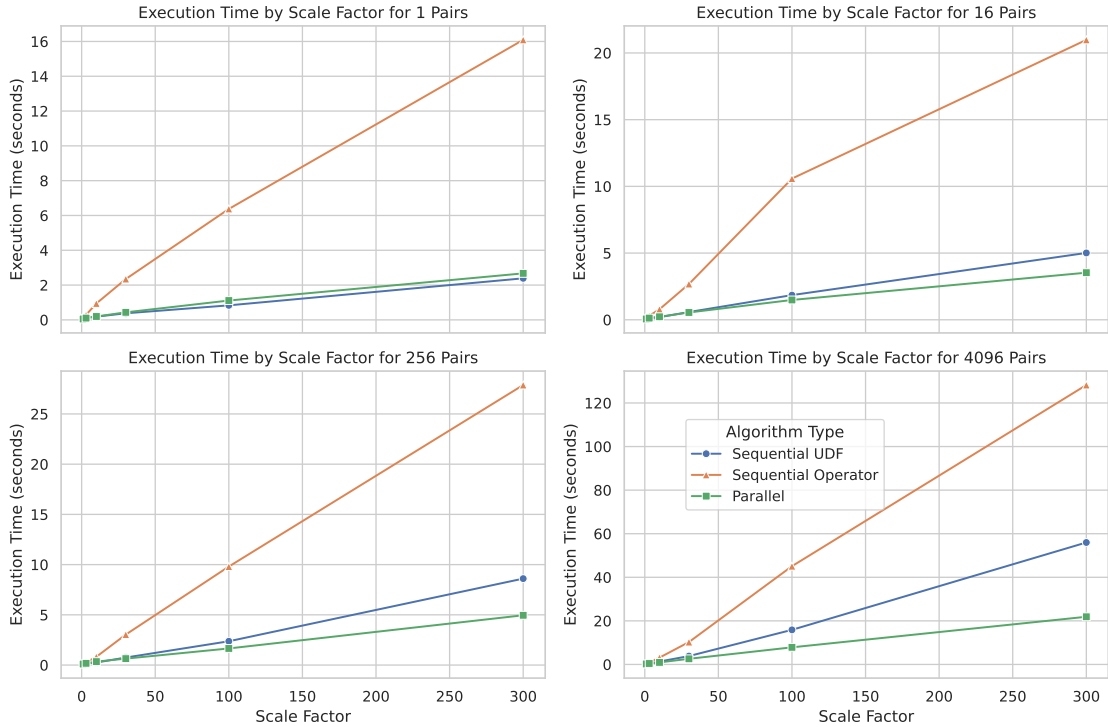 Execution Time by Scale Factor for 1 Pairs
Execution Time (seconds)
16
14
12
10
8
6
4
2
0
Execution Time by Scale Factor for 16 Pairs
Execution Time (seconds)
20
15
10
5
0
Execution Time by Scale Factor for 256 Pairs
Execution Time (seconds)
25
20
15
10
5
0
0 50 100 150 200 250 300
Scale Factor
Execution Time by Scale Factor for 4096 Pairs
Execution Time (seconds)
120
100
80
60
40
20
0
Algorithm Type
Sequential UDF
Sequential Operator
Parallel
0 50 100 150 200 250 300
Scale Factor